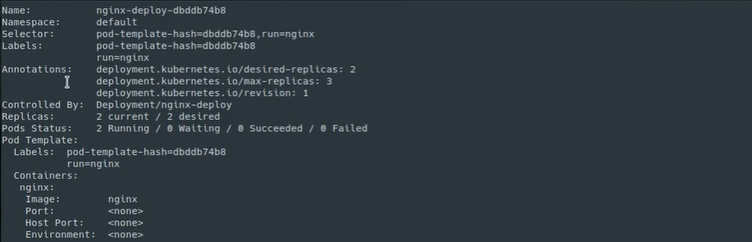 Name:           nginx-deploy-dbddb74b8
Namespace:      default
Selector:       pod-template-hash=dbddb74b8,run=nginx
Labels:         pod-template-hash=dbddb74b8
                run=nginx
Annotations:    deployment.kubernetes.io/desired-replicas: 2
                deployment.kubernetes.io/max-replicas: 3
                deployment.kubernetes.io/revision: 1
Controlled By:  Deployment/nginx-deploy
Replicas:       2 current / 2 desired
Pods Status:    2 Running / 0 Waiting / 0 Succeeded / 0 Failed
Pod Template:
  Labels:  pod-template-hash=dbddb74b8
           run=nginx
  Containers:
   nginx:
    Image:        nginx
    Port:         <none>
    Host Port:    <none>
    Environment:  <none>